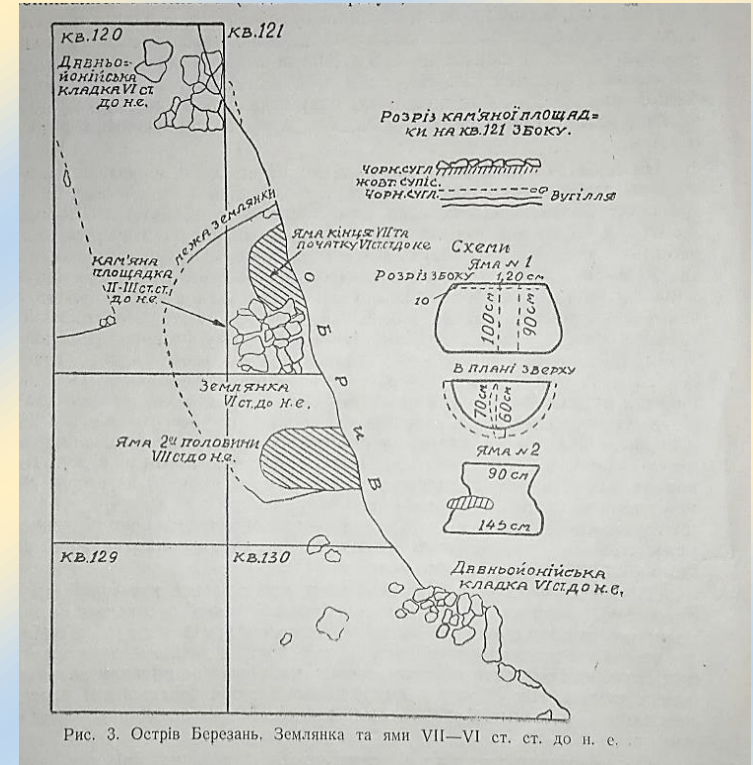 КВ.120
КВ.121
ДАВНЬО=
ЙОНІЙСЬКА
КЛАДКА VI СТ.
ДО Н.Е.
РОЗРІЗ КАМ'ЯНОЇ ПЛОЩАД=
КИ НА КВ.121 ЗБОКУ.
ЧОРН.СУГЛ.
ЖОВТ.СУПІС.
ЧОРН.СУГЛ.
ВУГІЛЛЯ
МЕЖА ЗЕМЛЯНКИ
ЯМА КІНЦЯ VII ТА
ПОЧАТКУ VI СТ.СТ.ДО Н.Е
КАМ'ЯНА
ПЛОЩАДКА
II-III СТ.СТ.
ДО Н.Е.
ОБРИВ
ЗЕМЛЯНКА
VI СТ.ДО Н.Е.
ЯМА 2Ї ПОЛОВИНИ
VII СТ.ДО Н.Е.
СХЕМИ
ЯМА №1
РОЗРІЗ ЗБОКУ
1,20 см
10
100 см
90 см
В ПЛАНІ ЗВЕРХУ
70 см
60 см
ЯМА №2
90 см
145 см
КВ.129
КВ.130
ДАВНЬОЙОНІЙСЬКА
КЛАДКА VI СТ.ДО Н.Е.
Рис. 3. Острів Березань. Землянка та ями VII—VI ст. ст. до н. е.